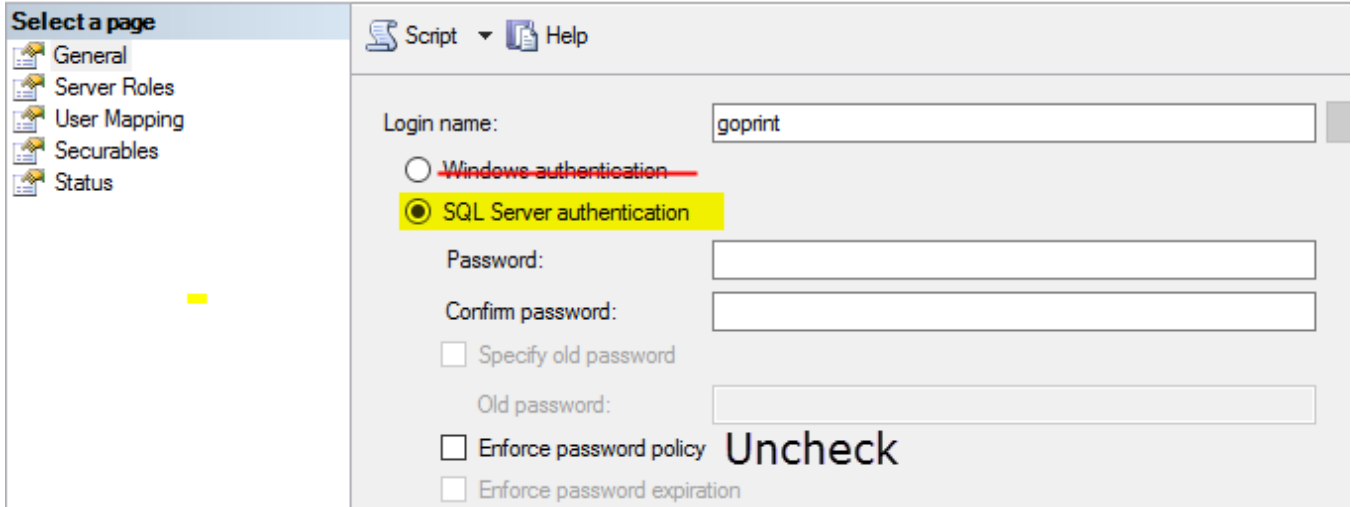 Select a page
General
Server Roles
User Mapping
Securables
Status
Script Help
Login name: goprint
Windows authentication
SQL Server authentication
Password:
Confirm password:
Specify old password
Old password:
Enforce password policy Uncheck
Enforce password expiration